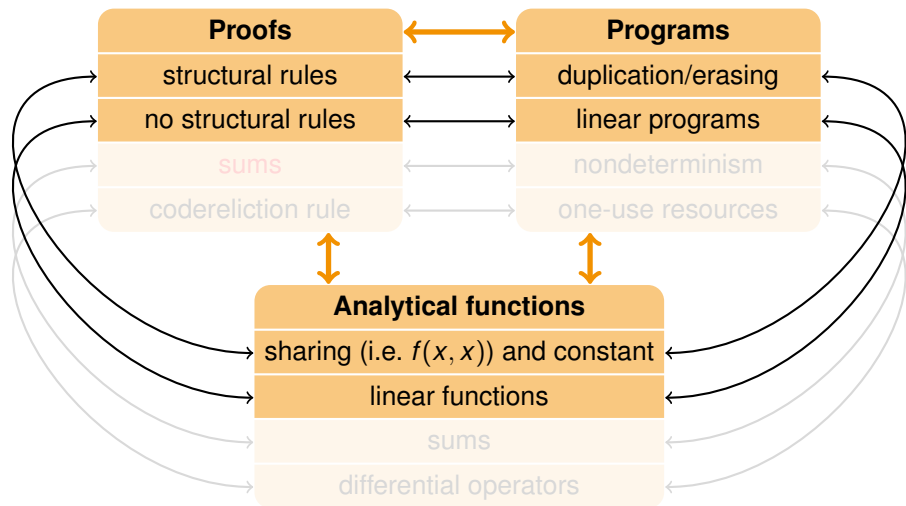 Proofs
structural rules
no structural rules
sums
codereliction rule
Programs
duplication/erasing
linear programs
nondeterminism
one-use resources
Analytical functions
sharing (i.e. f(x, x)) and constant
linear functions
sums
differential operators